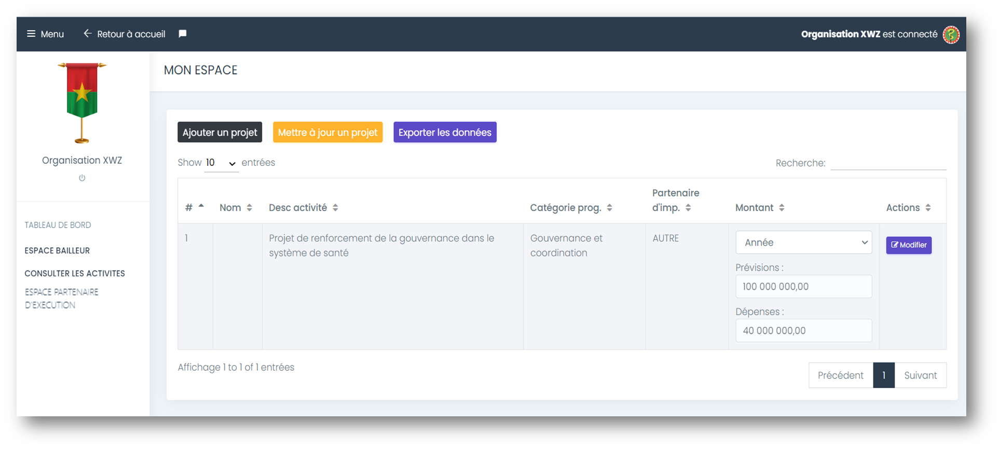 Menu
Retour à accueil
Organisation XWZ est connecté
MON ESPACE
Organisation XWZ
TABLEAU DE BORD
ESPACE BAILLEUR
CONSULTER LES ACTIVITES
ESPACE PARTENAIRE
D'EXECUTION
Ajouter un projet
Mettre à jour un projet
Exporter les données
Show 10 entrées
Recherche:
#
Nom
Desc activité
Catégorie prog.
Partenaire
d'imp.
Montant
Actions
1
Projet de renforcement de la gouvernance dans le
système de santé
Gouvernance et
coordination
AUTRE
Année
Prévisions :
100 000 000,00
Dépenses :
40 000 000,00
Modifier
Affichage 1 to 1 of 1 entrées
Précédent
1
Suivant